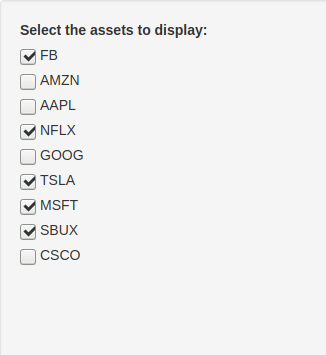 Select the assets to display:
FB
AMZN
AAPL
NFLX
GOOG
TSLA
MSFT
SBUX
CSCO